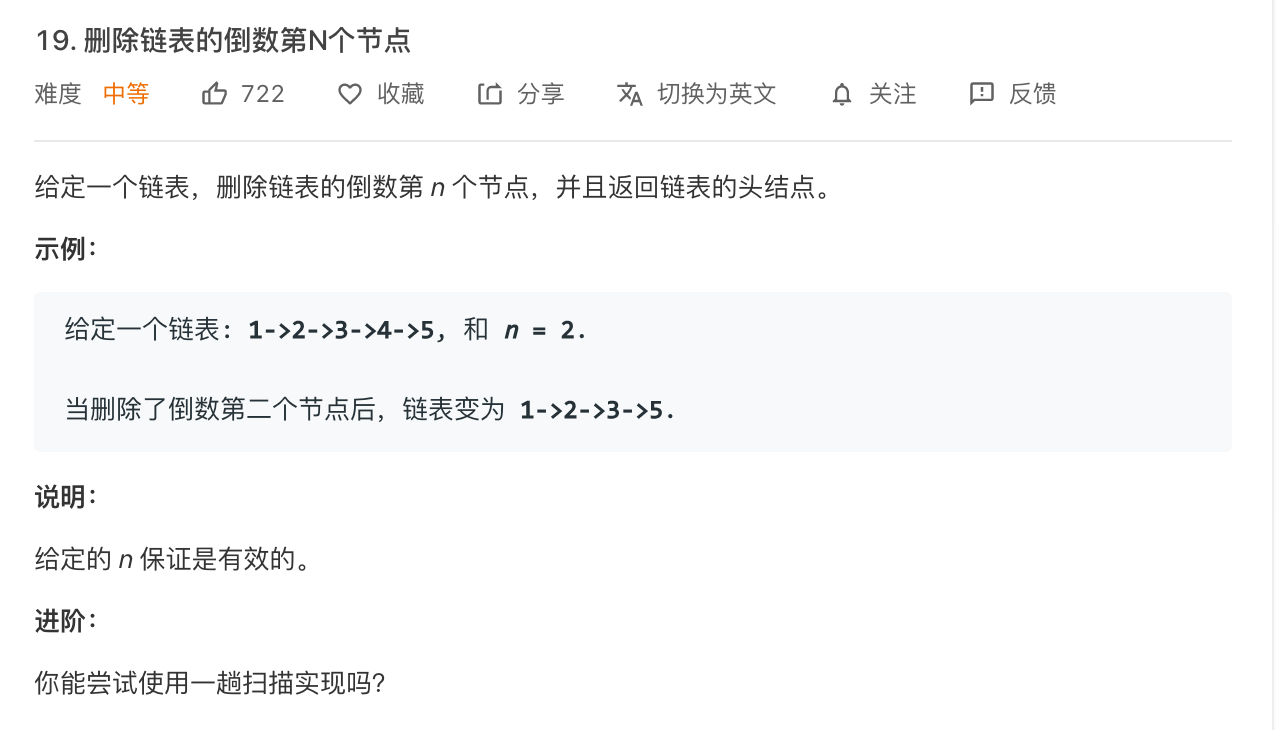 19. 删除链表的倒数第N个节点
难度 中等 722 收藏 分享 切换为英文 关注 反馈
给定一个链表，删除链表的倒数第 n 个节点，并且返回链表的头结点。
示例：
给定一个链表: 1->2->3->4->5, 和 n = 2.
当删除了倒数第二个节点后，链表变为 1->2->3->5.
说明：
给定的 n 保证是有效的。
进阶：
你能尝试使用一趟扫描实现吗？